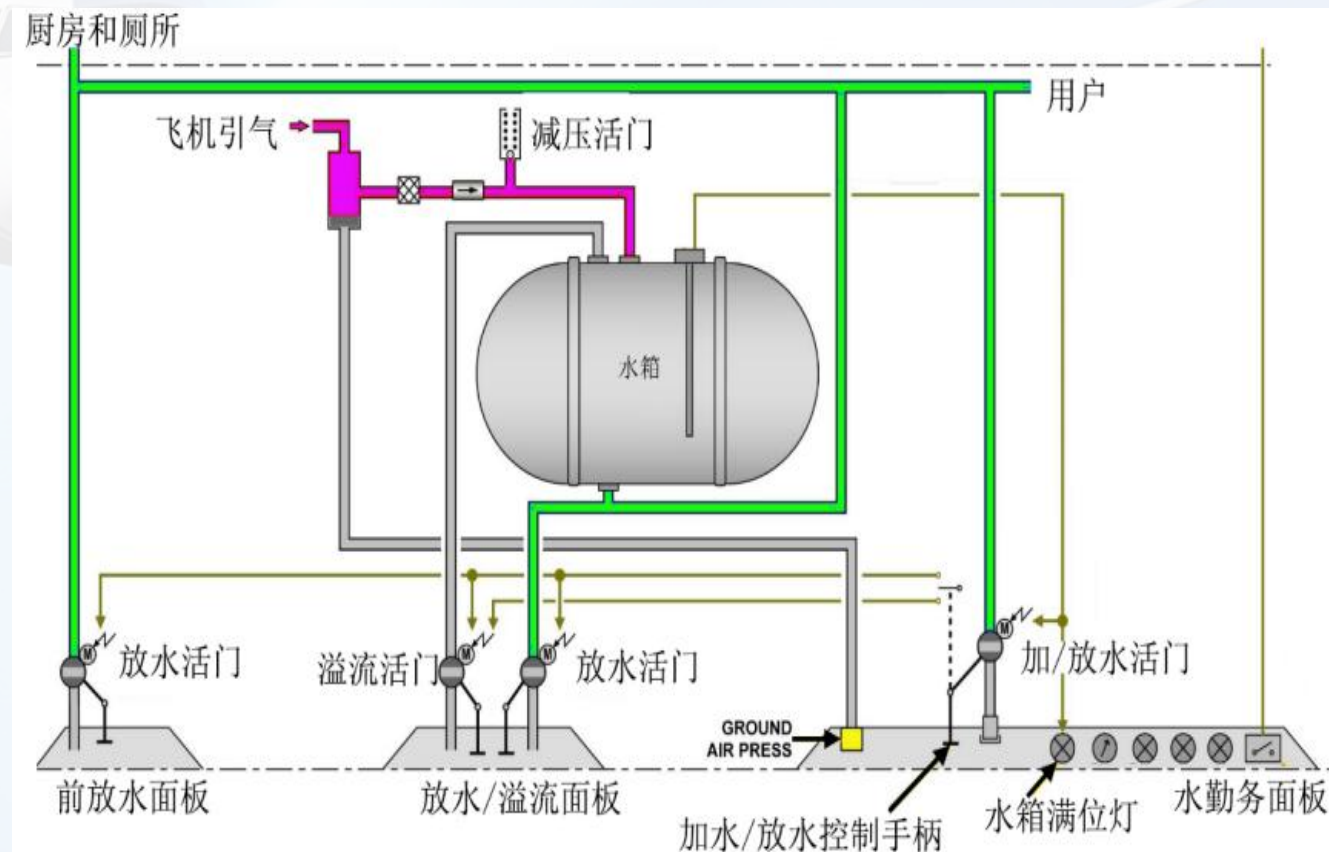 厨房和厕所
用户
飞机引气
减压活门
水箱
放水活门
溢流活门
放水活门
加/放水活门
M
M
M
M
GROUND
AIR PRESS
前放水面板
放水/溢流面板
加水/放水控制手柄
水箱满位灯
水勤务面板